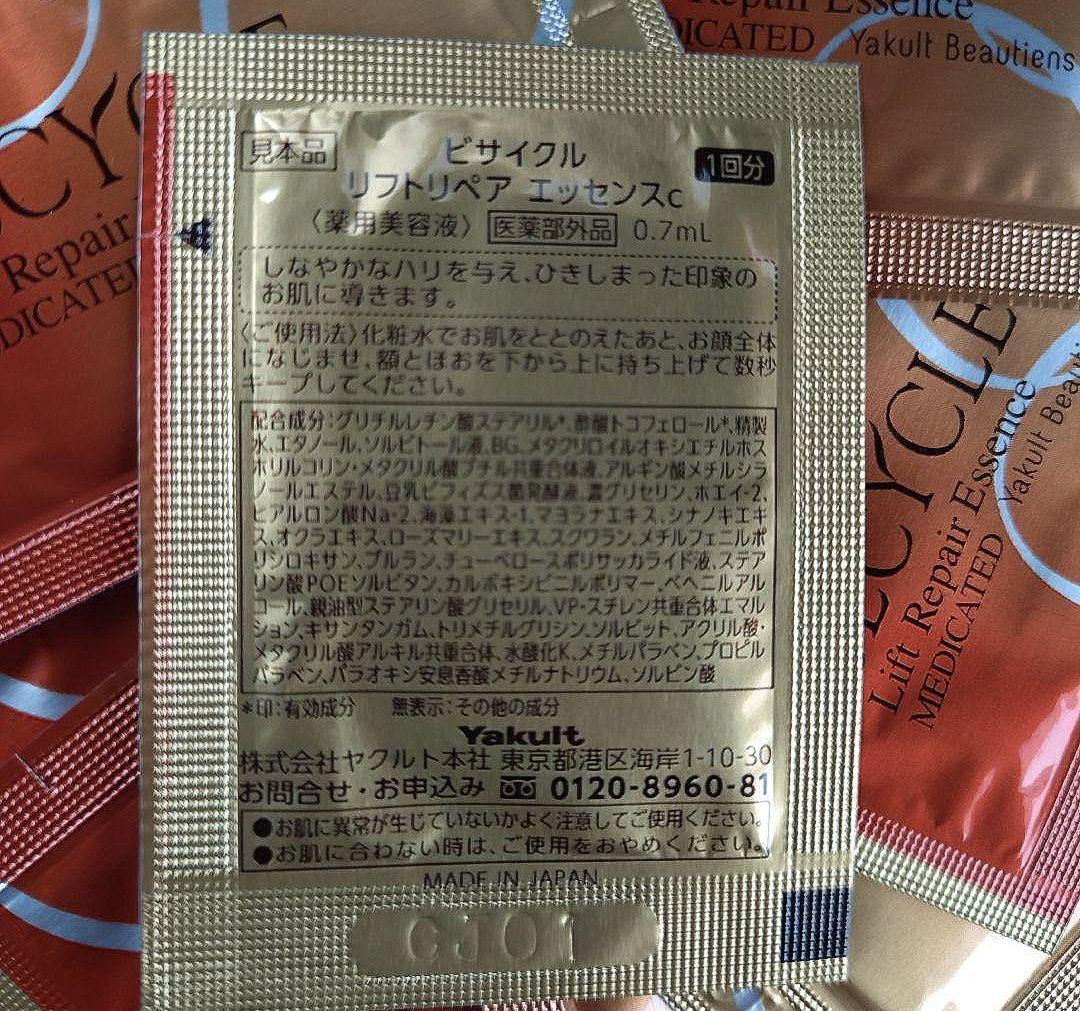 見本品
ビサイクル
1回分
リフトリペア エッセンスc
〈薬用美容液〉 医薬部外品 0.7mL
しなやかなハリを与え、ひきしまった印象の
お肌に導きます。
〈ご使用法〉化粧水でお肌をととのえたあと、お顔全体
になじませ、額とほおを下から上に持ち上げて数秒
キープしてください。
配合成分:グリチルレチン酸ステアリル*、酢酸トコフェロール*、精製
水、エタノール、ソルビトール液、BG、メタクリロイルオキシエチルホス
ホリルコリン・メタクリル酸ブチル共重合体液、アルギン酸メチルシラ
ノールエステル、豆乳ビフィズス菌発酵液、濃グリセリン、ホエイ-2、
ヒアルロン酸Na-2、海藻エキス-1、マヨラナエキス、シナノキエキ
ス、オクラエキス、ローズマリーエキス、スクワラン、メチルフェニルポ
リシロキサン、プルラン、チューベロースポリサッカライド液、ステア
リン酸POEソルビタン、カルボキシビニルポリマー、ベヘニルアル
コール、親油型ステアリン酸グリセリル、VP・スチレン共重合体エマル
ション、キサンタンガム、トリメチルグリシン、ソルビット、アクリル酸・
メタクリル酸アルキル共重合体、水酸化K、メチルパラベン、プロピル
パラベン、パラオキシ安息香酸メチルナトリウム、ソルビン酸
*印:有効成分 無表示:その他の成分
Yakult
株式会社ヤクルト本社 東京都港区海岸1-10-30
お問合せ・お申込み 0120-8960-81
●お肌に異常が生じていないかよく注意してご使用ください。
●お肌に合わない時は、ご使用をおやめください。
MADE IN JAPAN
CJ01
Repair Essence
DICATED Yakult Beautiens
CYC
Repair
DICATE
ECYCLE
Lift Repair Essence
MEDICATED Yakult Beauti